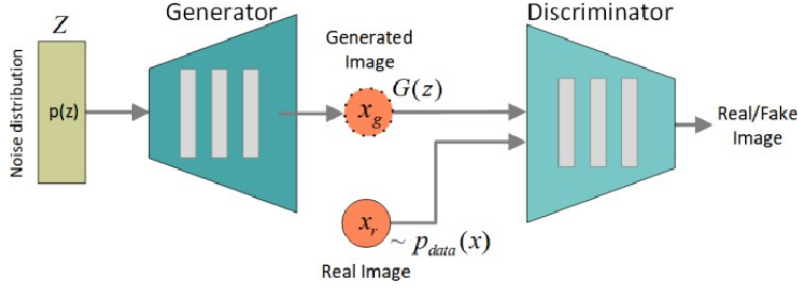 Generator
Discriminator
Z
Noise distribution
p(z)
Generated
Image
G(z)
x_g
Real/Fake
Image
x_r
~ p_data(x)
Real Image